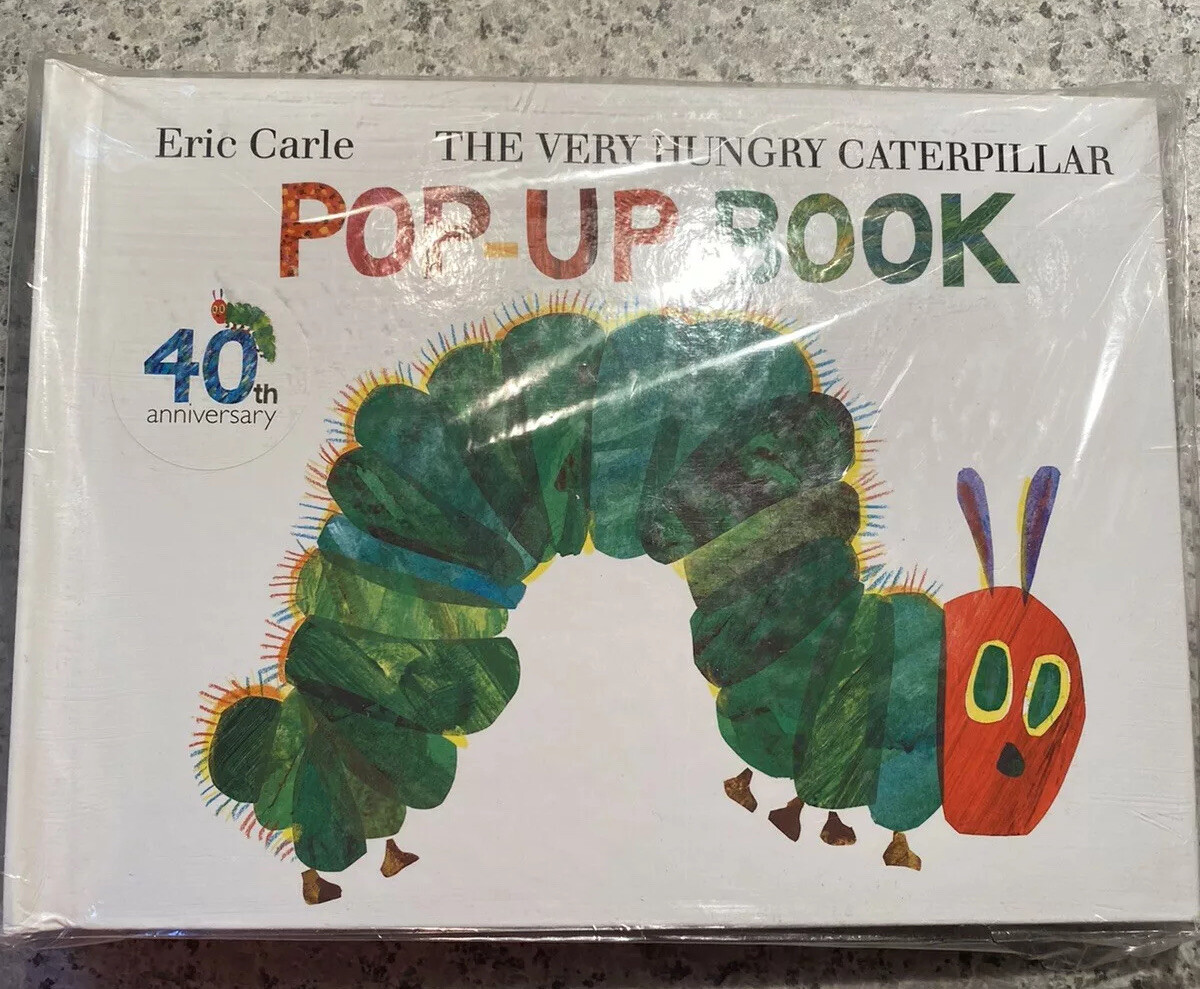 Eric Carle THE VERY HUNGRY CATERPILLAR
POP-UP BOOK
40th
anniversary